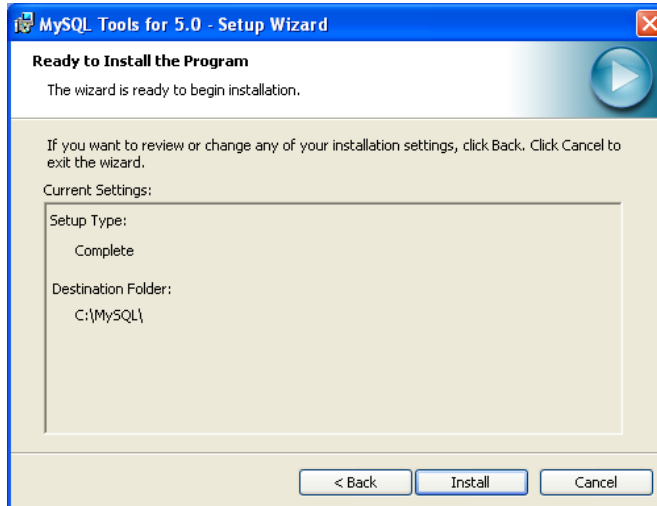 MySQL Tools for 5.0 - Setup Wizard
Ready to Install the Program
The wizard is ready to begin installation.
If you want to review or change any of your installation settings, click Back. Click Cancel to
exit the wizard.
Current Settings:
Setup Type:
Complete
Destination Folder:
C:\MySQL\
< Back
Install
Cancel